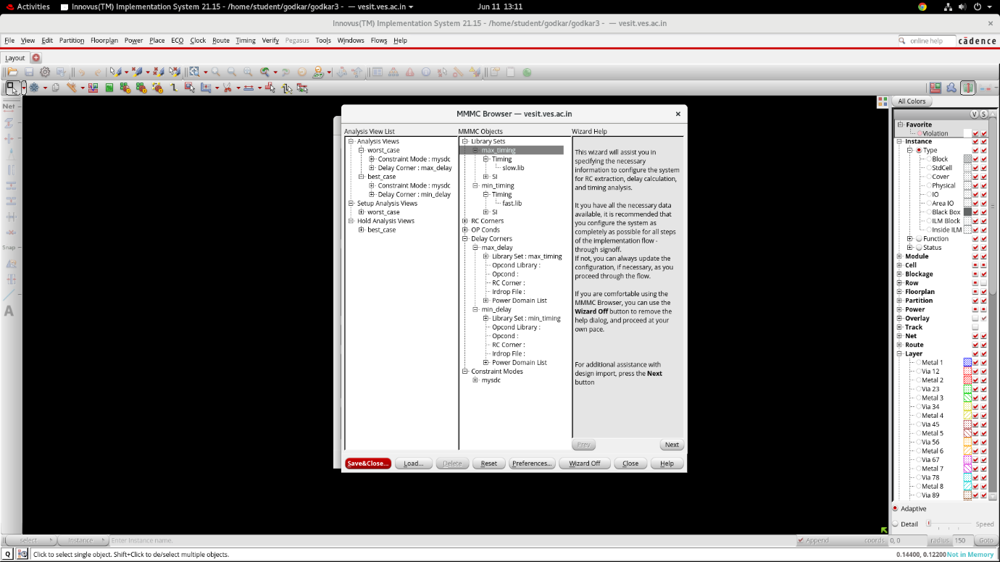 Activities
Innovus(TM) Implementation System 21.15 - /home/student/godkar/godkar3 - — vesit.ves.ac.in
Jun 11 13:11
Innovus(TM) Implementation System 21.15 - /home/student/godkar/godkar3 - — vesit.ves.ac.in
File View Edit Partition Floorplan Power Place ECO Clock Route Timing Verify Pegasus Tools Windows Flows Help
online help
cādence
Layout
All Colors
Net
Snap
A
MMMC Browser — vesit.ves.ac.in
Analysis View List
Analysis Views
worst_case
Constraint Mode : mysdc
Delay Corner : max_delay
best_case
Constraint Mode : mysdc
Delay Corner : min_delay
Setup Analysis Views
worst_case
Hold Analysis Views
best_case
MMMC Objects
Library Sets
max_timing
Timing
slow.lib
SI
min_timing
Timing
fast.lib
SI
RC Corners
OP Conds
Delay Corners
max_delay
Library Set : max_timing
Opcond Library :
Opcond :
RC Corner :
Irdrop File :
Power Domain List
min_delay
Library Set : min_timing
Opcond Library :
Opcond :
RC Corner :
Irdrop File :
Power Domain List
Constraint Modes
mysdc
Wizard Help
This wizard will assist you in
specifying the necessary
information to configure the system
for RC extraction, delay calculation,
and timing analysis.
It you have all the necessary data
available, it is recommended that
you configure the system as
completely as possible for all steps
of the implementation flow -
through signoff.
If not, you can always update the
configuration, if necessary, as you
proceed through the flow.
If you are comfortable using the
MMMC Browser, you can use the
Wizard Off button to remove the
help dialog, and proceed at your
own pace.
For additional assistance with
design import, press the Next
button
Prev Next
Save&Close... Load... Delete Reset Preferences... Wizard Off Close Help
V S
Favorite
Violation
Instance
Type
Block
StdCell
Cover
Physical
IO
Area IO
Black Box
ILM Block
Inside ILM
Function
Status
Module
Cell
Blockage
Row
Floorplan
Partition
Power
Overlay
Track
Net
Route
Layer
Metal 1
Via 12
Metal 2
Via 23
Metal 3
Via 34
Metal 4
Via 45
Metal 5
Via 56
Metal 6
Via 67
Metal 7
Via 78
Metal 8
Via 89
Adaptive
Detail Speed
select Instance Enter Instance name. Append coords: 0, 0 radius 150 Goto
Q Click to select single object. Shift+Click to de/select multiple objects. 0.14400, 0.12200 Not in Memory